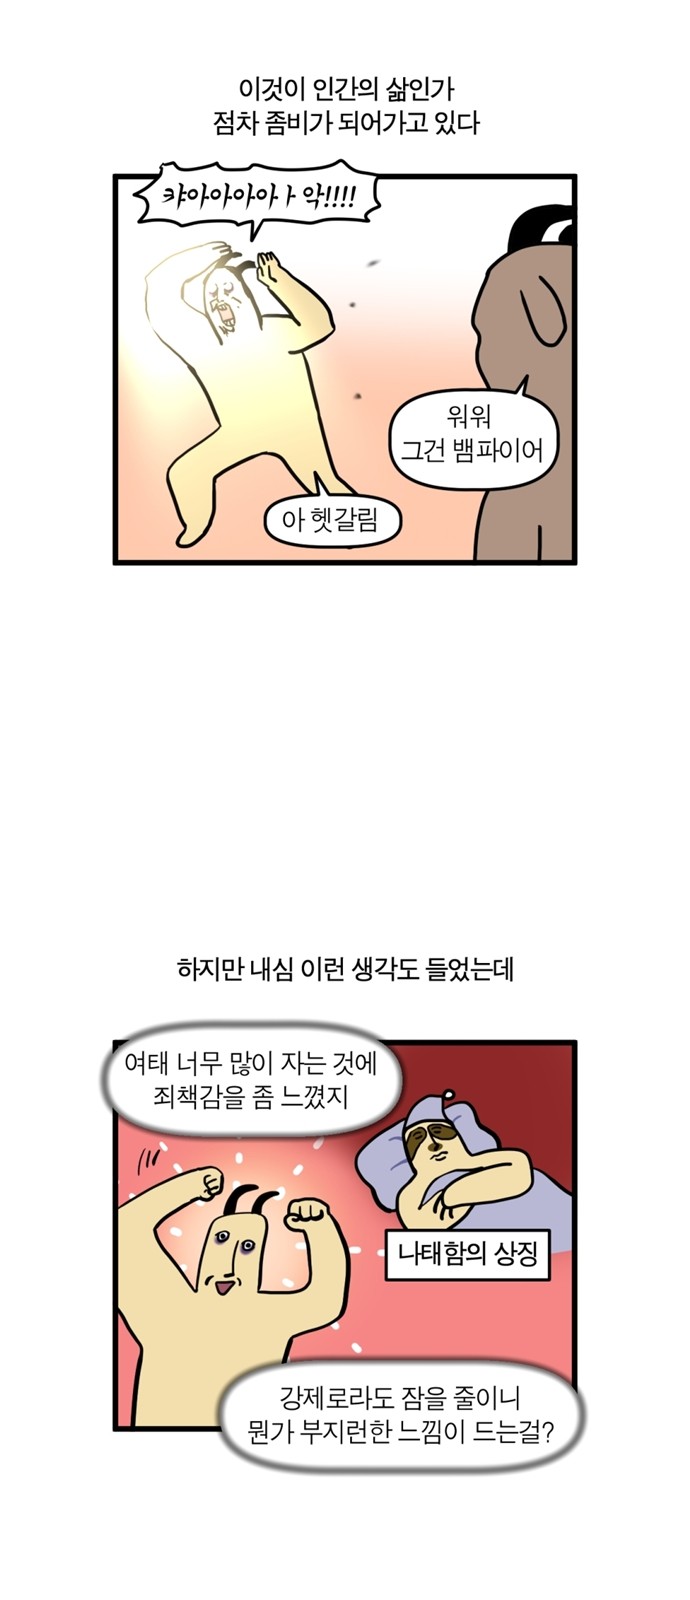 이것이 인간의 삶인가
점차 좀비가 되어가고 있다
캬아아아아ㅏ악!!!!
워워
그건 뱀파이어
아 헷갈림
하지만 내심 이런 생각도 들었는데
여태 너무 많이 자는 것에
죄책감을 좀 느꼈지
나태함의 상징
강제로라도 잠을 줄이니
뭔가 부지런한 느낌이 드는걸?